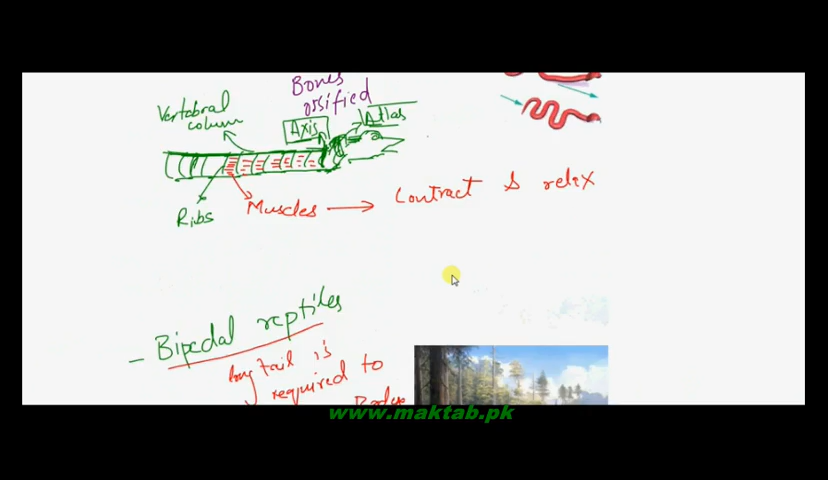 Bones
ossified
Vertabral
column
Axis
Atlas
Ribs
Muscles
Contract & relax
- Bipedal reptiles
long tail is
required to
www.maktab.pk